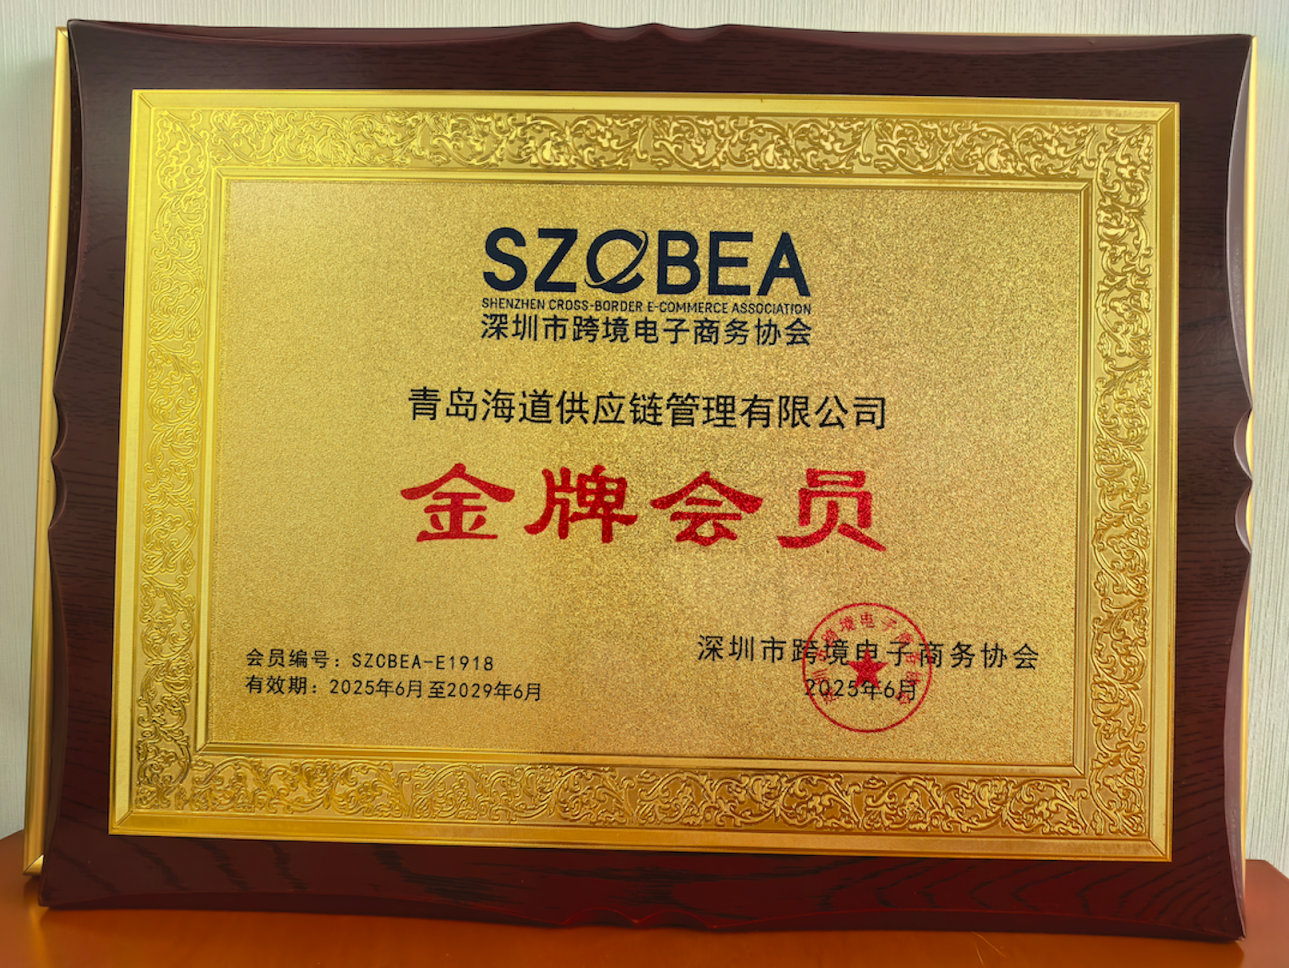 SZCBEA
SHENZHEN CROSS-BORDER E-COMMERCE ASSOCIATION
深圳市跨境电子商务协会
青岛海道供应链管理有限公司
金牌会员
会员编号：SZCBEA-E1918
有效期：2025年6月至2029年6月
深圳市跨境电子商务协会
2025年6月